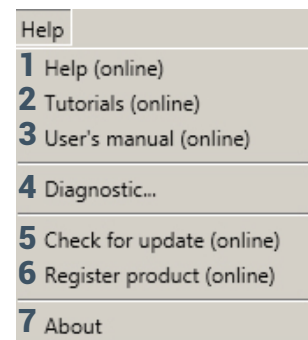 Help
1 Help (online)
2 Tutorials (online)
3 User's manual (online)
4 Diagnostic...
5 Check for update (online)
6 Register product (online)
7 About